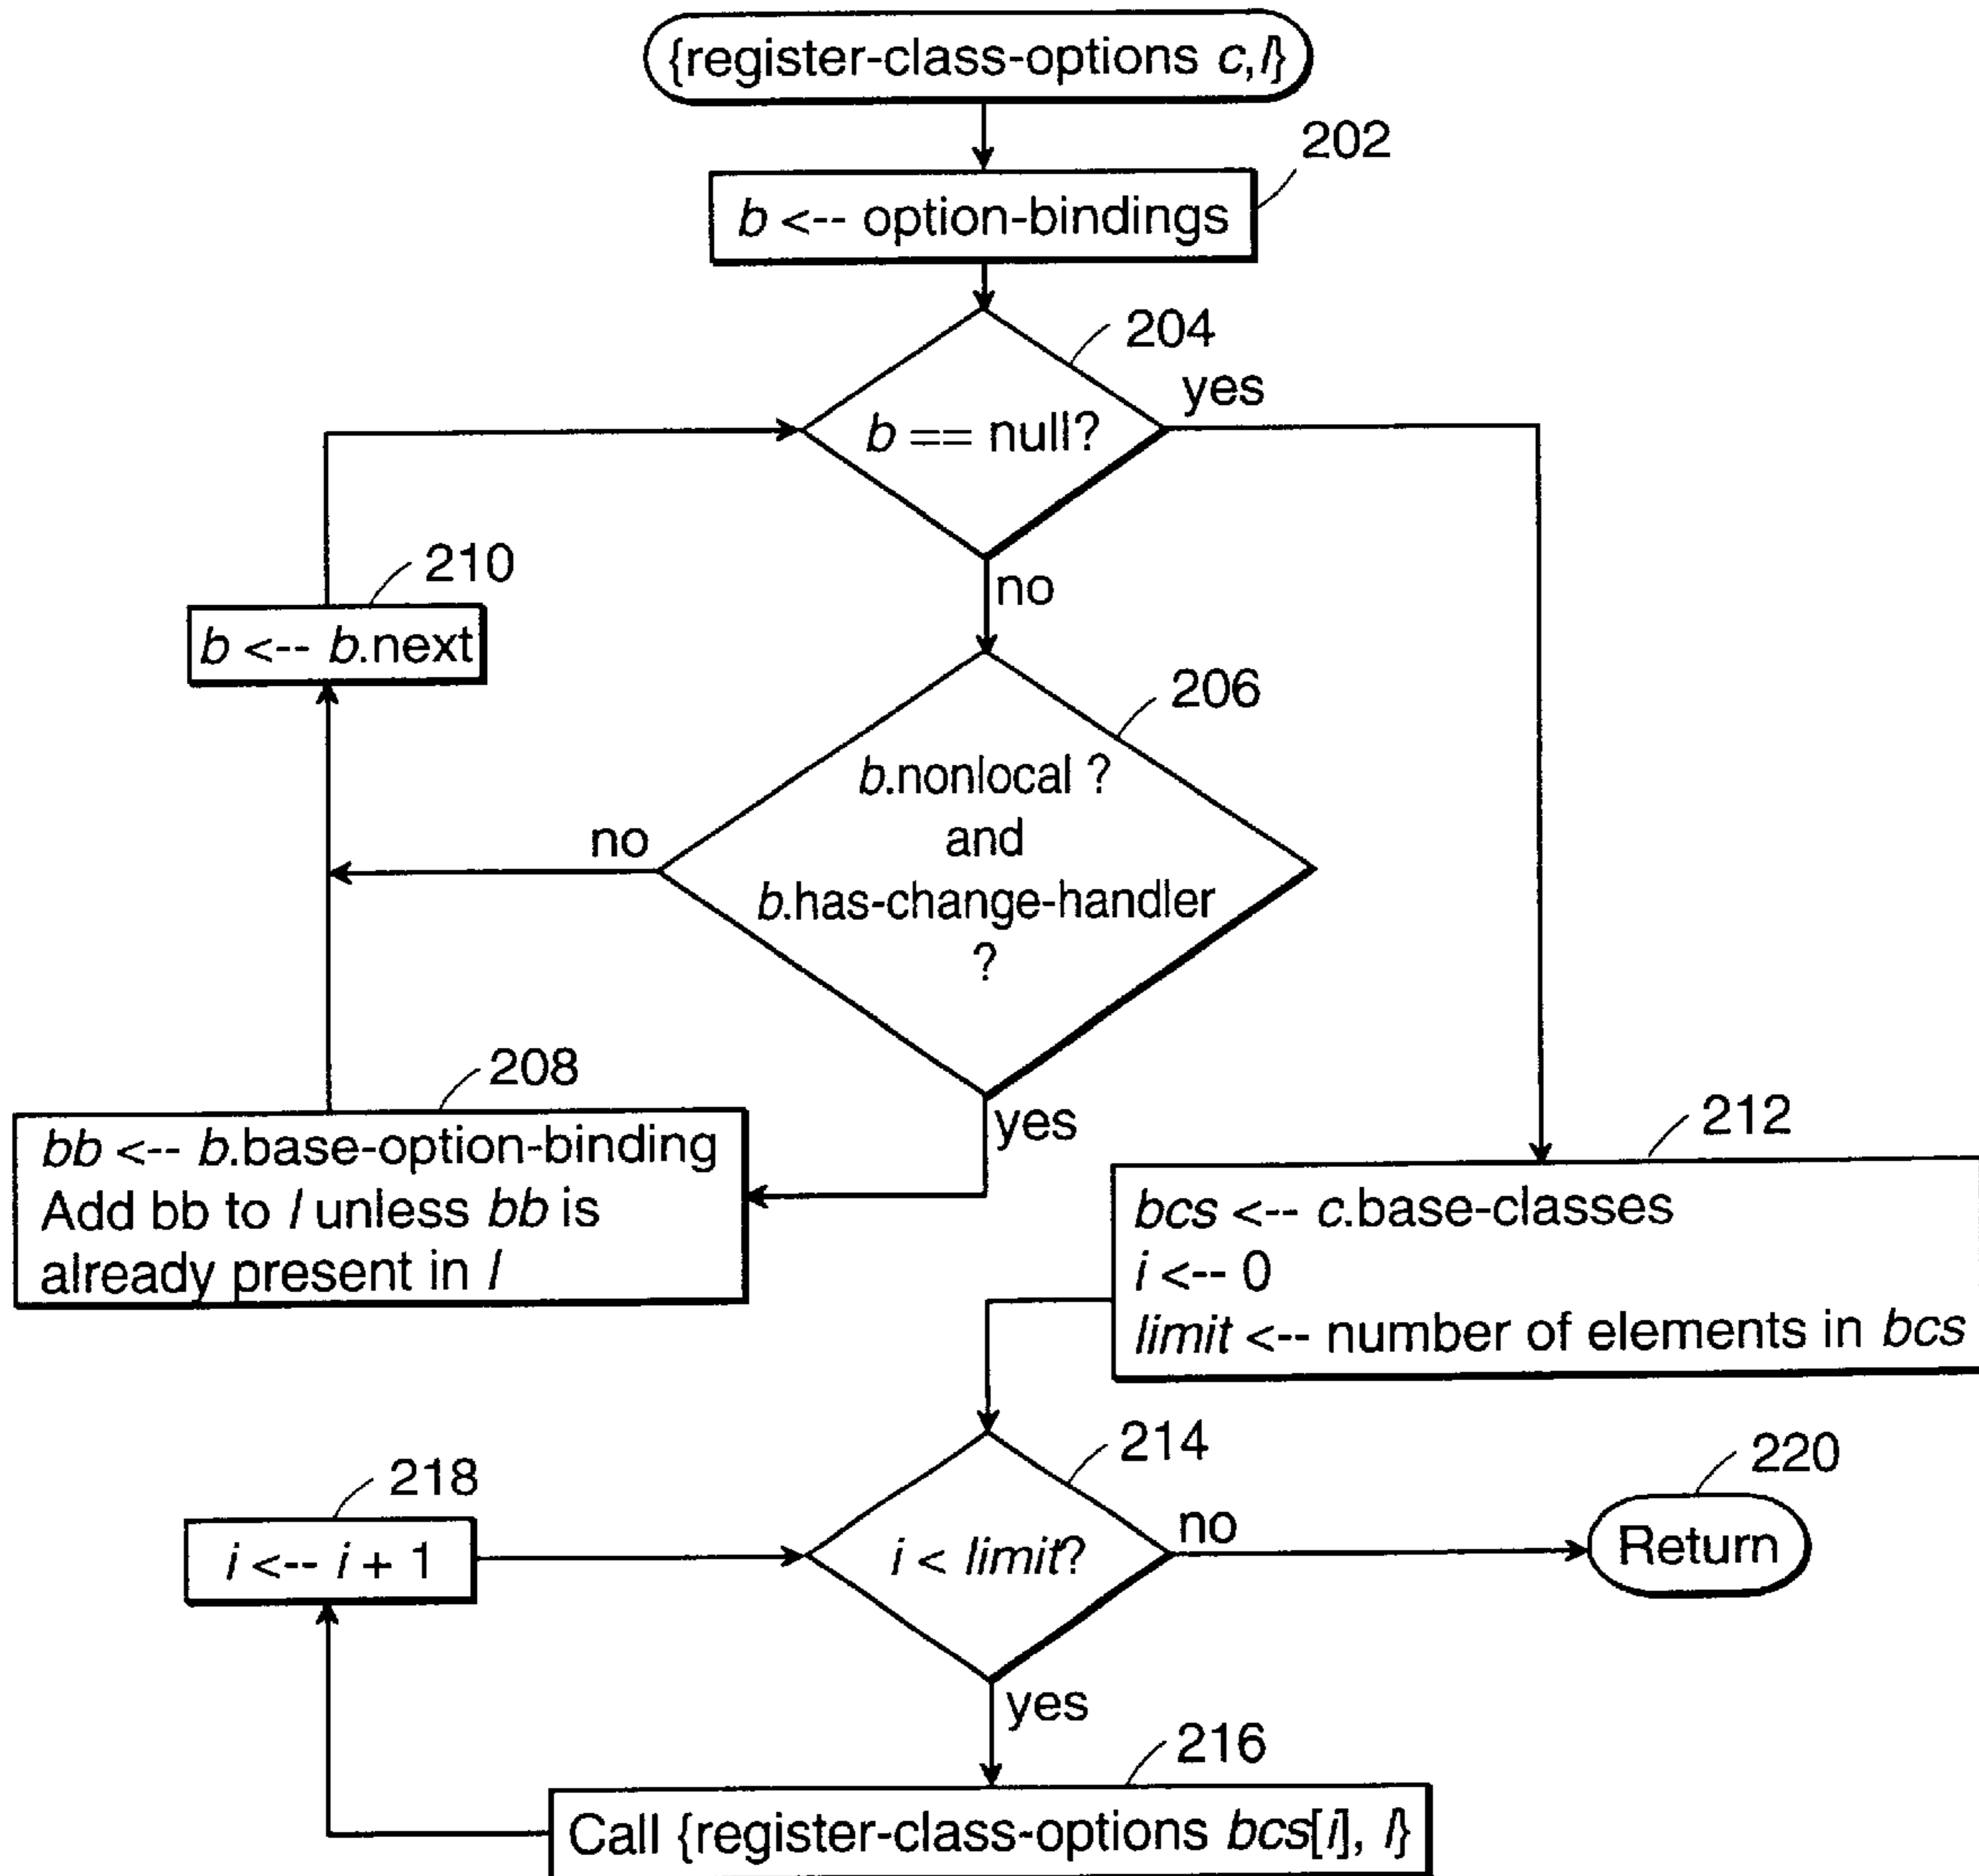 {register-class-options c,l}
202
b <-- option-bindings
204
yes
b == null?
210
no
b <-- b.next
206
b.nonlocal ?
and
no
b.has-change-handler
?
208
yes
212
bb <-- b.base-option-binding
Add bb to l unless bb is
already present in l
bcs <-- c.base-classes
i <-- 0
limit <-- number of elements in bcs
214
220
218
no
i <-- i + 1
i < limit?
Return
yes
216
Call {register-class-options bcs[i], l}